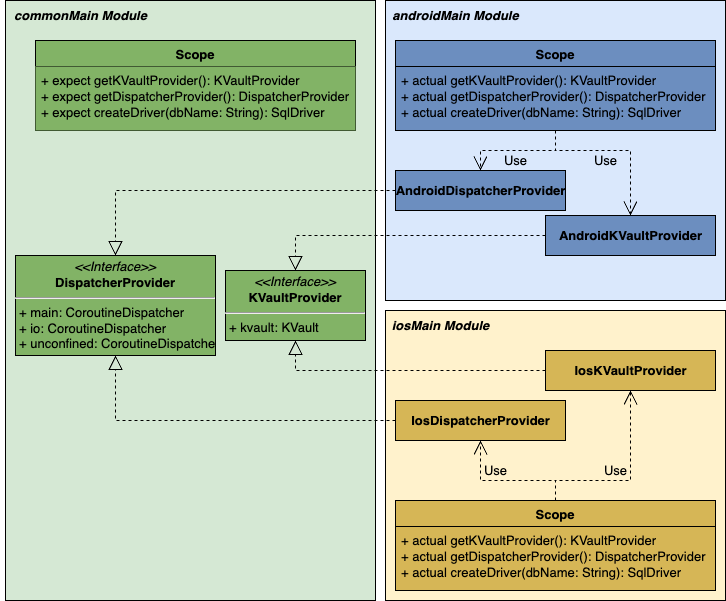 commonMain Module
Scope
+ expect getKVaultProvider(): KVaultProvider
+ expect getDispatcherProvider(): DispatcherProvider
+ expect createDriver(dbName: String): SqlDriver
<<Interface>>
DispatcherProvider
+ main: CoroutineDispatcher
+ io: CoroutineDispatcher
+ unconfined: CoroutineDispatche
<<Interface>>
KVaultProvider
+ kvault: KVault
androidMain Module
Scope
+ actual getKVaultProvider(): KVaultProvider
+ actual getDispatcherProvider(): DispatcherProvider
+ actual createDriver(dbName: String): SqlDriver
Use
Use
AndroidDispatcherProvider
AndroidKVaultProvider
iosMain Module
IosKVaultProvider
IosDispatcherProvider
Use
Use
Scope
+ actual getKVaultProvider(): KVaultProvider
+ actual getDispatcherProvider(): DispatcherProvider
+ actual createDriver(dbName: String): SqlDriver